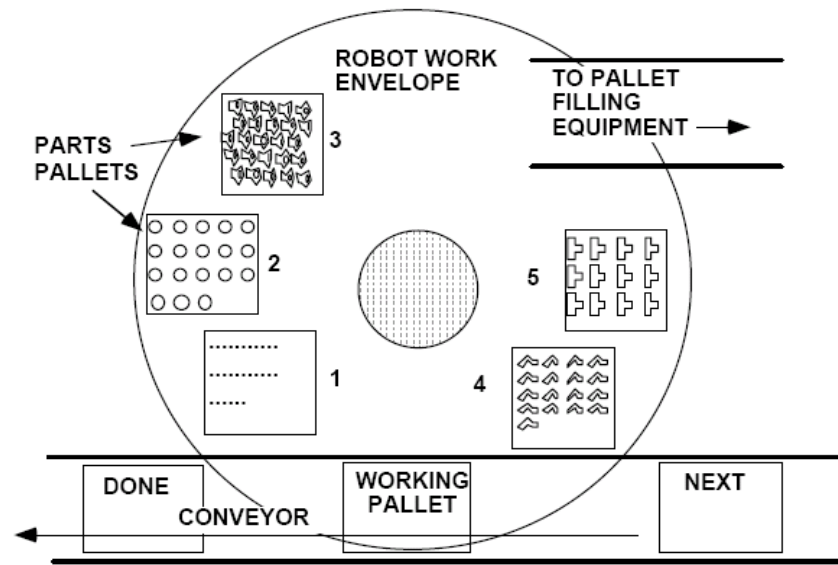 ROBOT WORK
ENVELOPE
TO PALLET
FILLING
EQUIPMENT
PARTS
PALLETS
3
2
5
1
4
DONE
WORKING
PALLET
NEXT
CONVEYOR